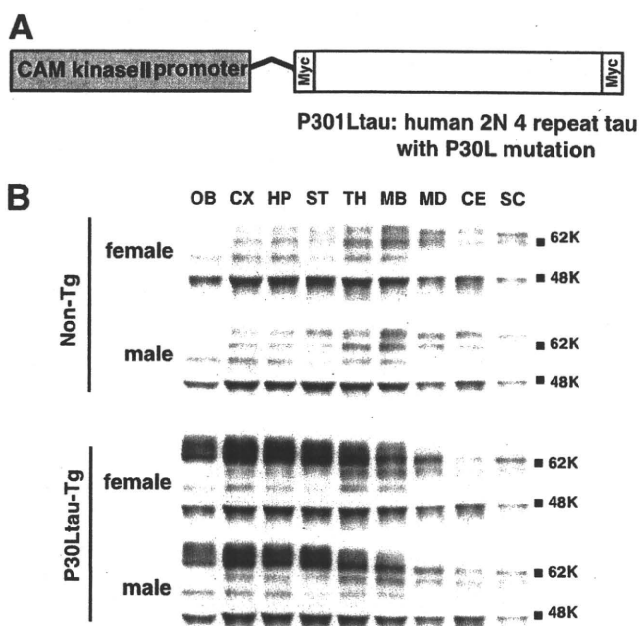 A
CAM kinaseII promoter
Myc
Myc
P301Ltau: human 2N 4 repeat tau
with P30L mutation
B
OB CX HP ST TH MB MD CE SC
Non-Tg
female
62K
48K
male
62K
48K
P30Ltau-Tg
female
62K
48K
male
62K
48K